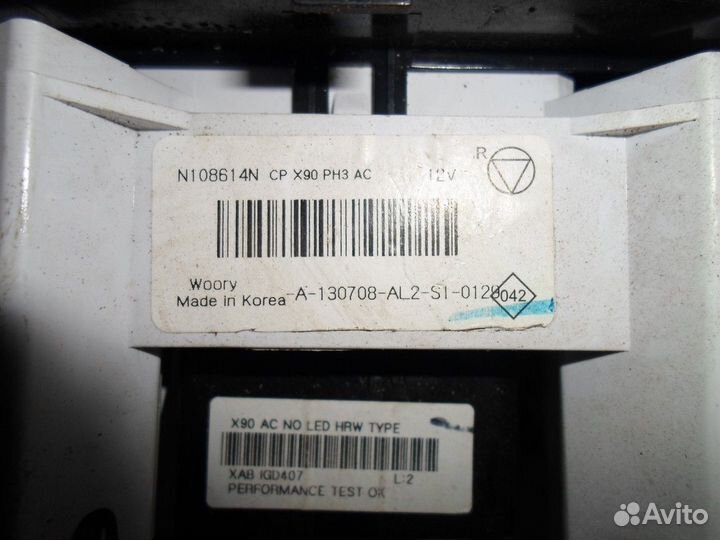 N108614N CP X90 PH3 AC 12V
R
Woory
Made in Korea -A-130708-AL2-S1-0129
042
X90 AC NO LED HRW TYPE
XAB IGD407 L:2
PERFORMANCE TEST OK
Avito